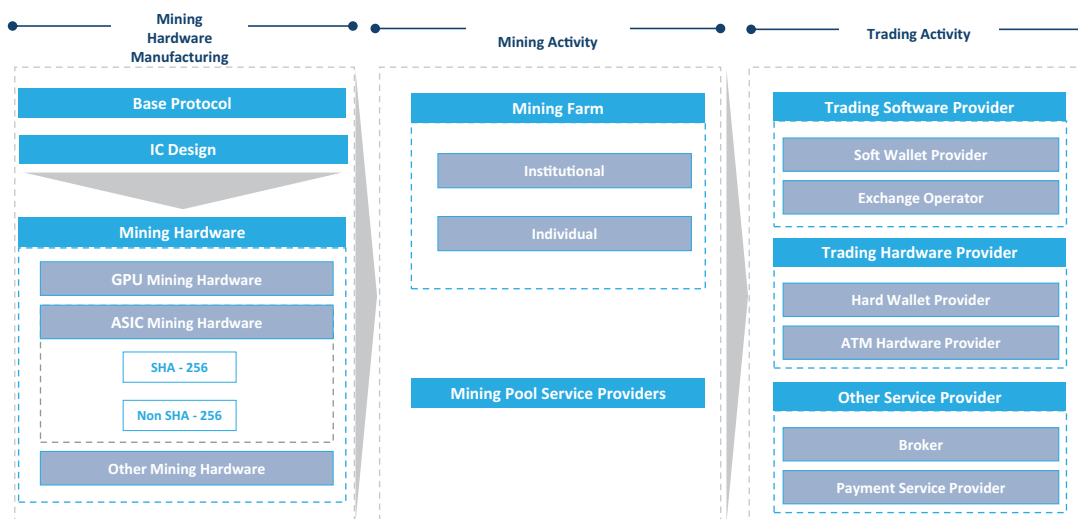 Mining
Hardware
Manufacturing
Base Protocol
IC Design
Mining Hardware
GPU Mining Hardware
ASIC Mining Hardware
SHA - 256
Non SHA - 256
Other Mining Hardware
Mining Activity
Mining Farm
Institutional
Individual
Mining Pool Service Providers
Trading Activity
Trading Software Provider
Soft Wallet Provider
Exchange Operator
Trading Hardware Provider
Hard Wallet Provider
ATM Hardware Provider
Other Service Provider
Broker
Payment Service Provider